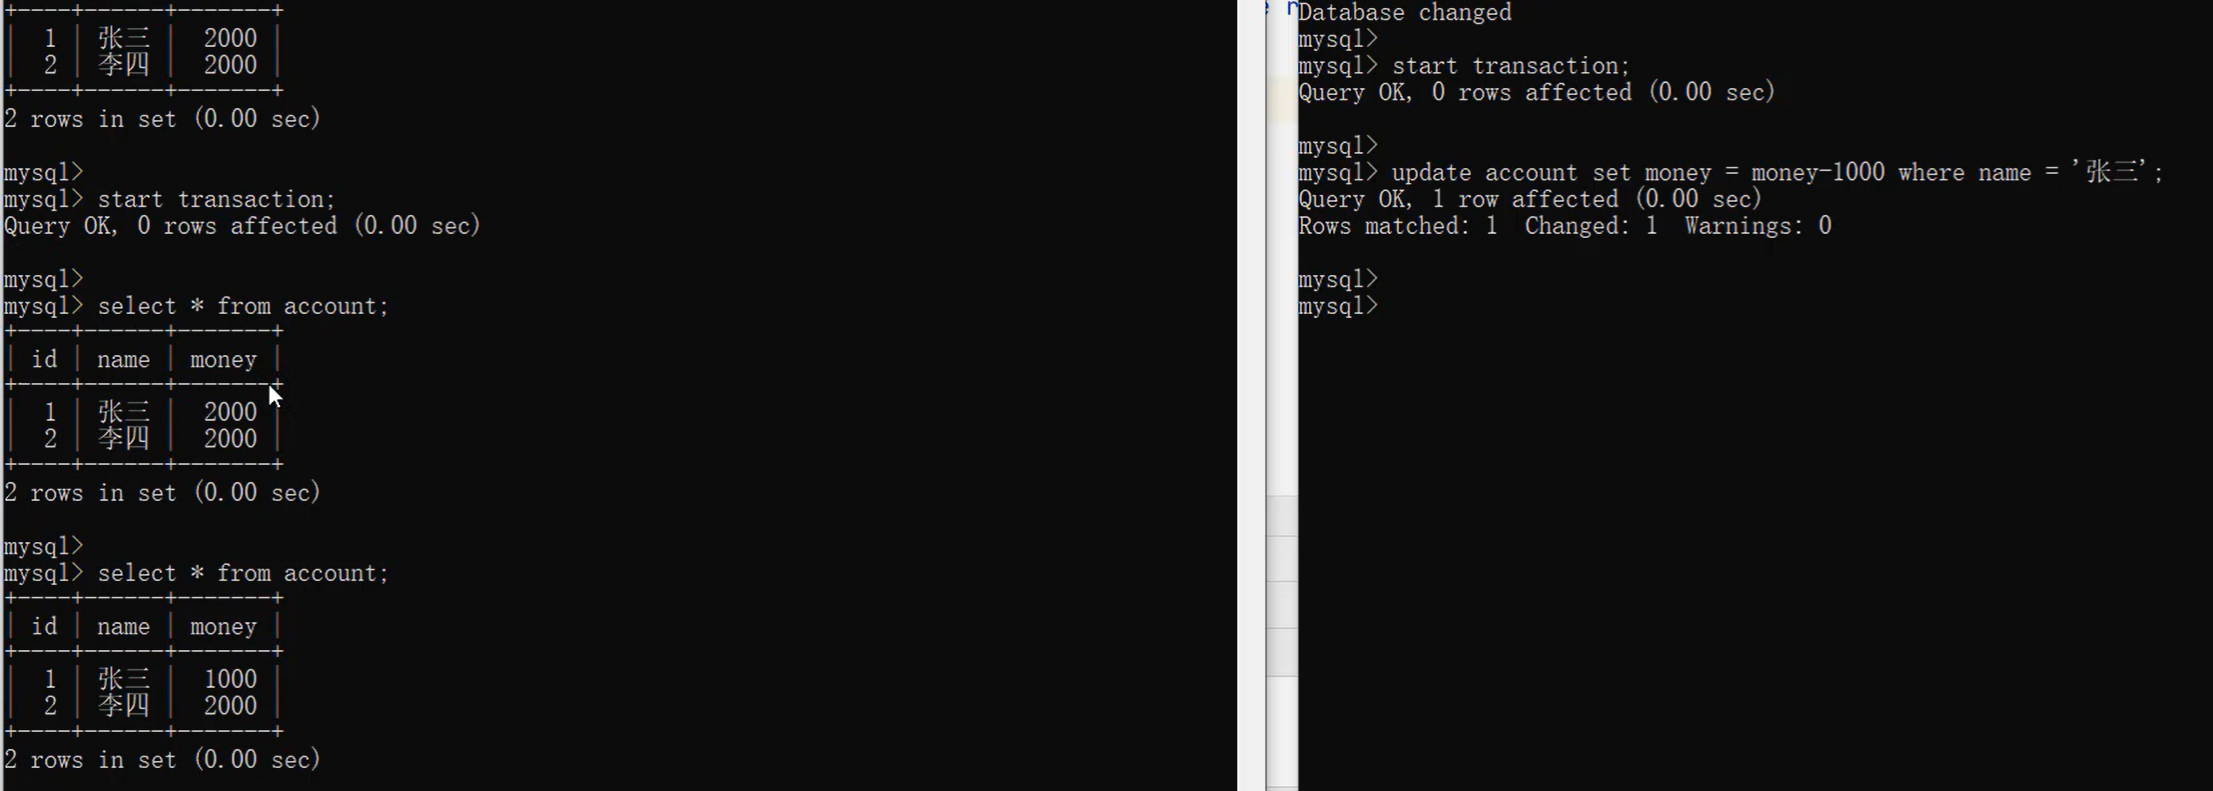 +----+------+-------+
|  1 | 张三 |  2000 |
|  2 | 李四 |  2000 |
+----+------+-------+
2 rows in set (0.00 sec)
mysql>
mysql> start transaction;
Query OK, 0 rows affected (0.00 sec)
mysql>
mysql> select * from account;
+----+------+-------+
| id | name | money |
+----+------+-------+
|  1 | 张三 |  2000 |
|  2 | 李四 |  2000 |
+----+------+-------+
2 rows in set (0.00 sec)
mysql>
mysql> select * from account;
+----+------+-------+
| id | name | money |
+----+------+-------+
|  1 | 张三 |  1000 |
|  2 | 李四 |  2000 |
+----+------+-------+
2 rows in set (0.00 sec)
Database changed
mysql>
mysql> start transaction;
Query OK, 0 rows affected (0.00 sec)
mysql>
mysql> update account set money = money-1000 where name = '张三';
Query OK, 1 row affected (0.00 sec)
Rows matched: 1  Changed: 1  Warnings: 0
mysql>
mysql>